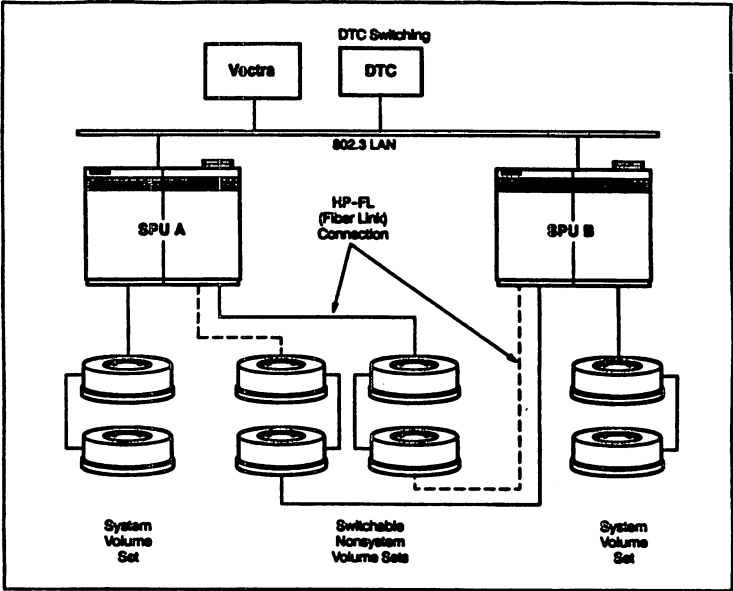 DTC Switching
Vectra
DTC
802.3 LAN
SPU A
HP-FL
(Fiber Link)
Connection
SPU B
System
Volume
Set
Switchable
Nonsystem
Volume Sets
System
Volume
Set